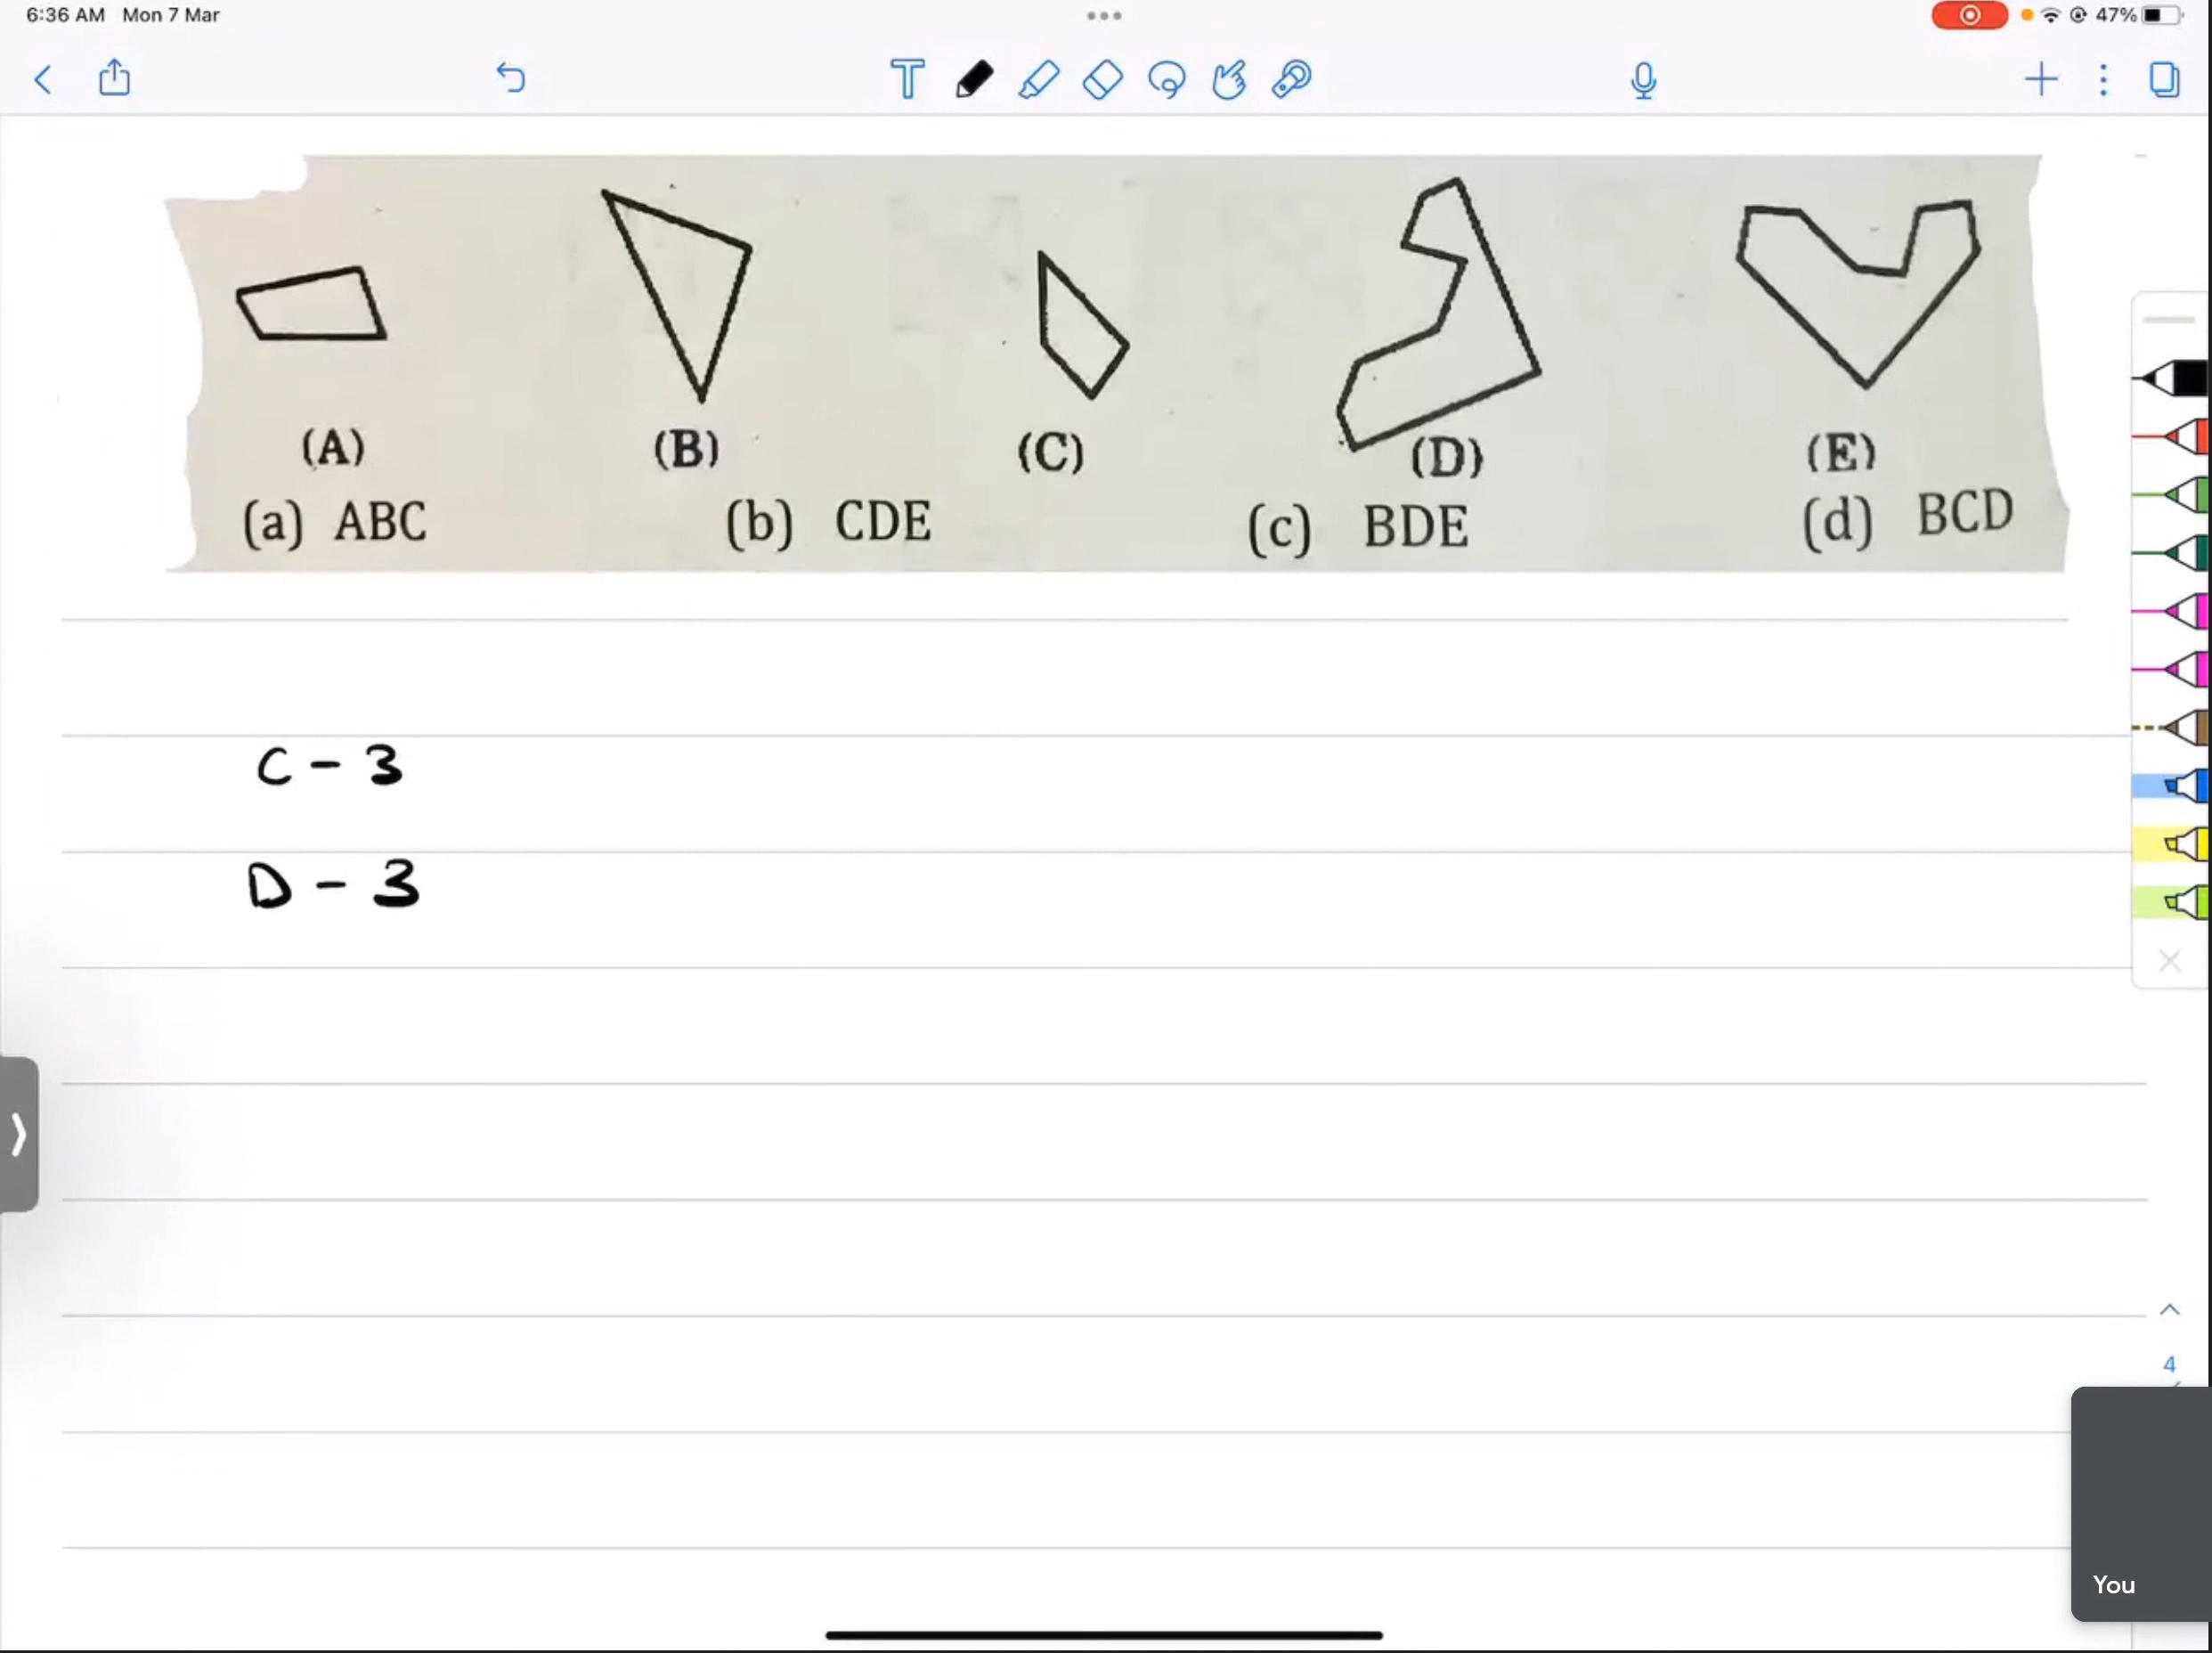 6:36 AM Mon 7 Mar 47%
(A) (B) (C) (D) (E)
(a) ABC (b) CDE (c) BDE (d) BCD
C - 3
D - 3
4
You